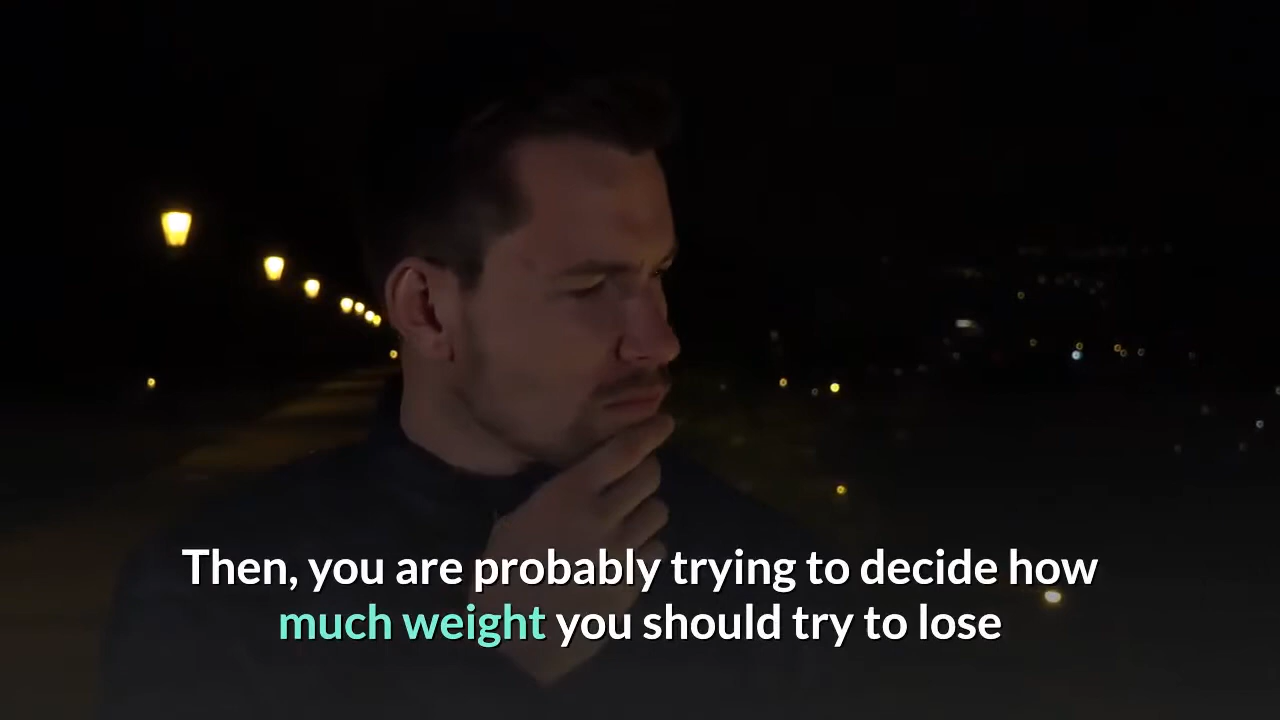 Then, you are probably trying to decide how
much weight you should try to lose